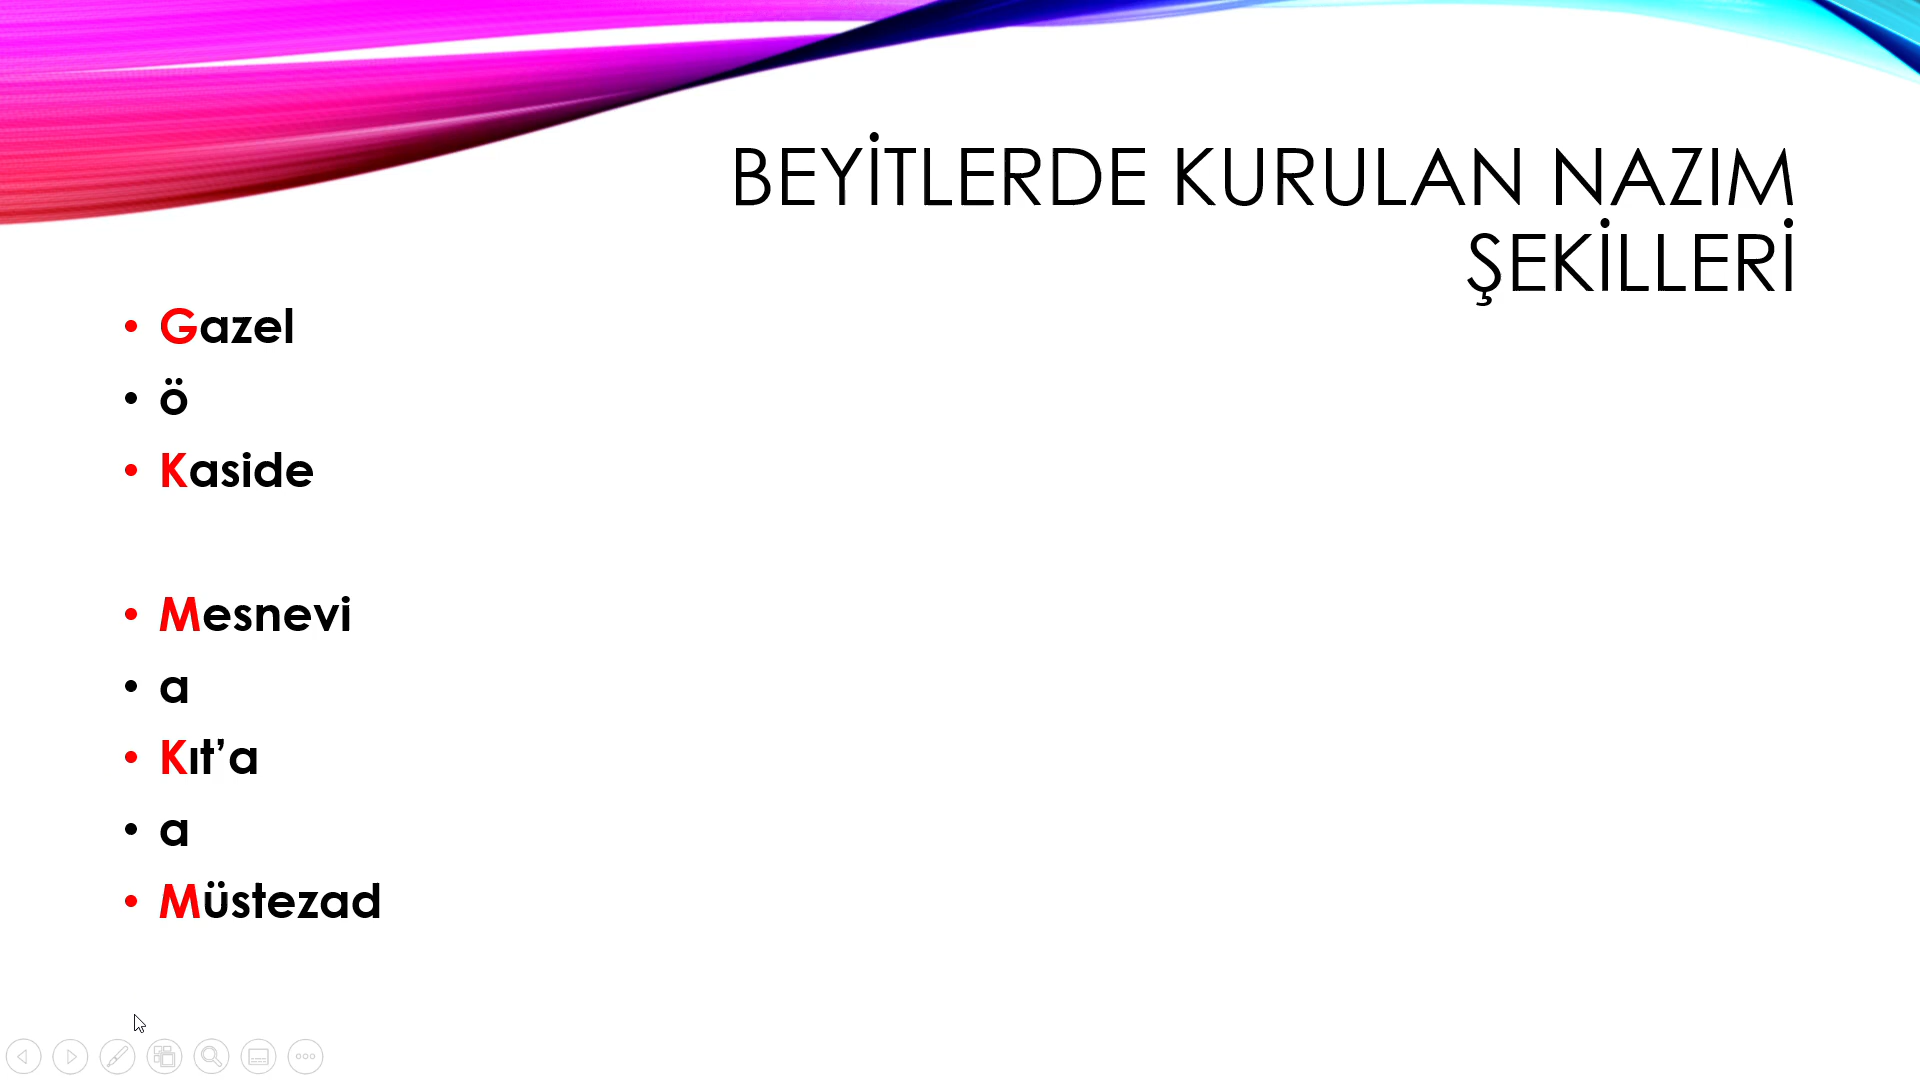 BEYİTLERDE KURULAN NAZIM
ŞEKİLLERİ
• Gazel
• ö
• Kaside
• Mesnevi
• a
• Kıt’a
• a
• Müstezad